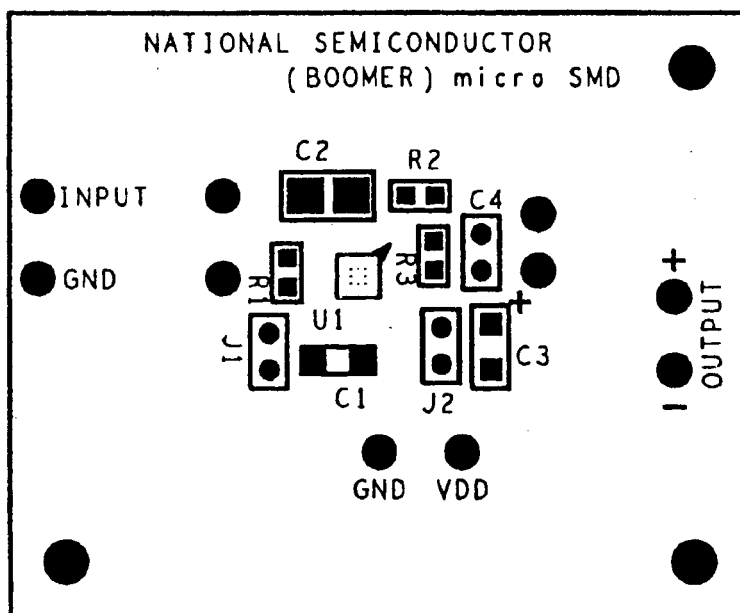 NATIONAL SEMICONDUCTOR
(BOOMER) micro SMD
C2
R2
INPUT
C4
GND
R1
R3
+
U1
+
J1
C1
J2
C3
OUTPUT
-
GND VDD